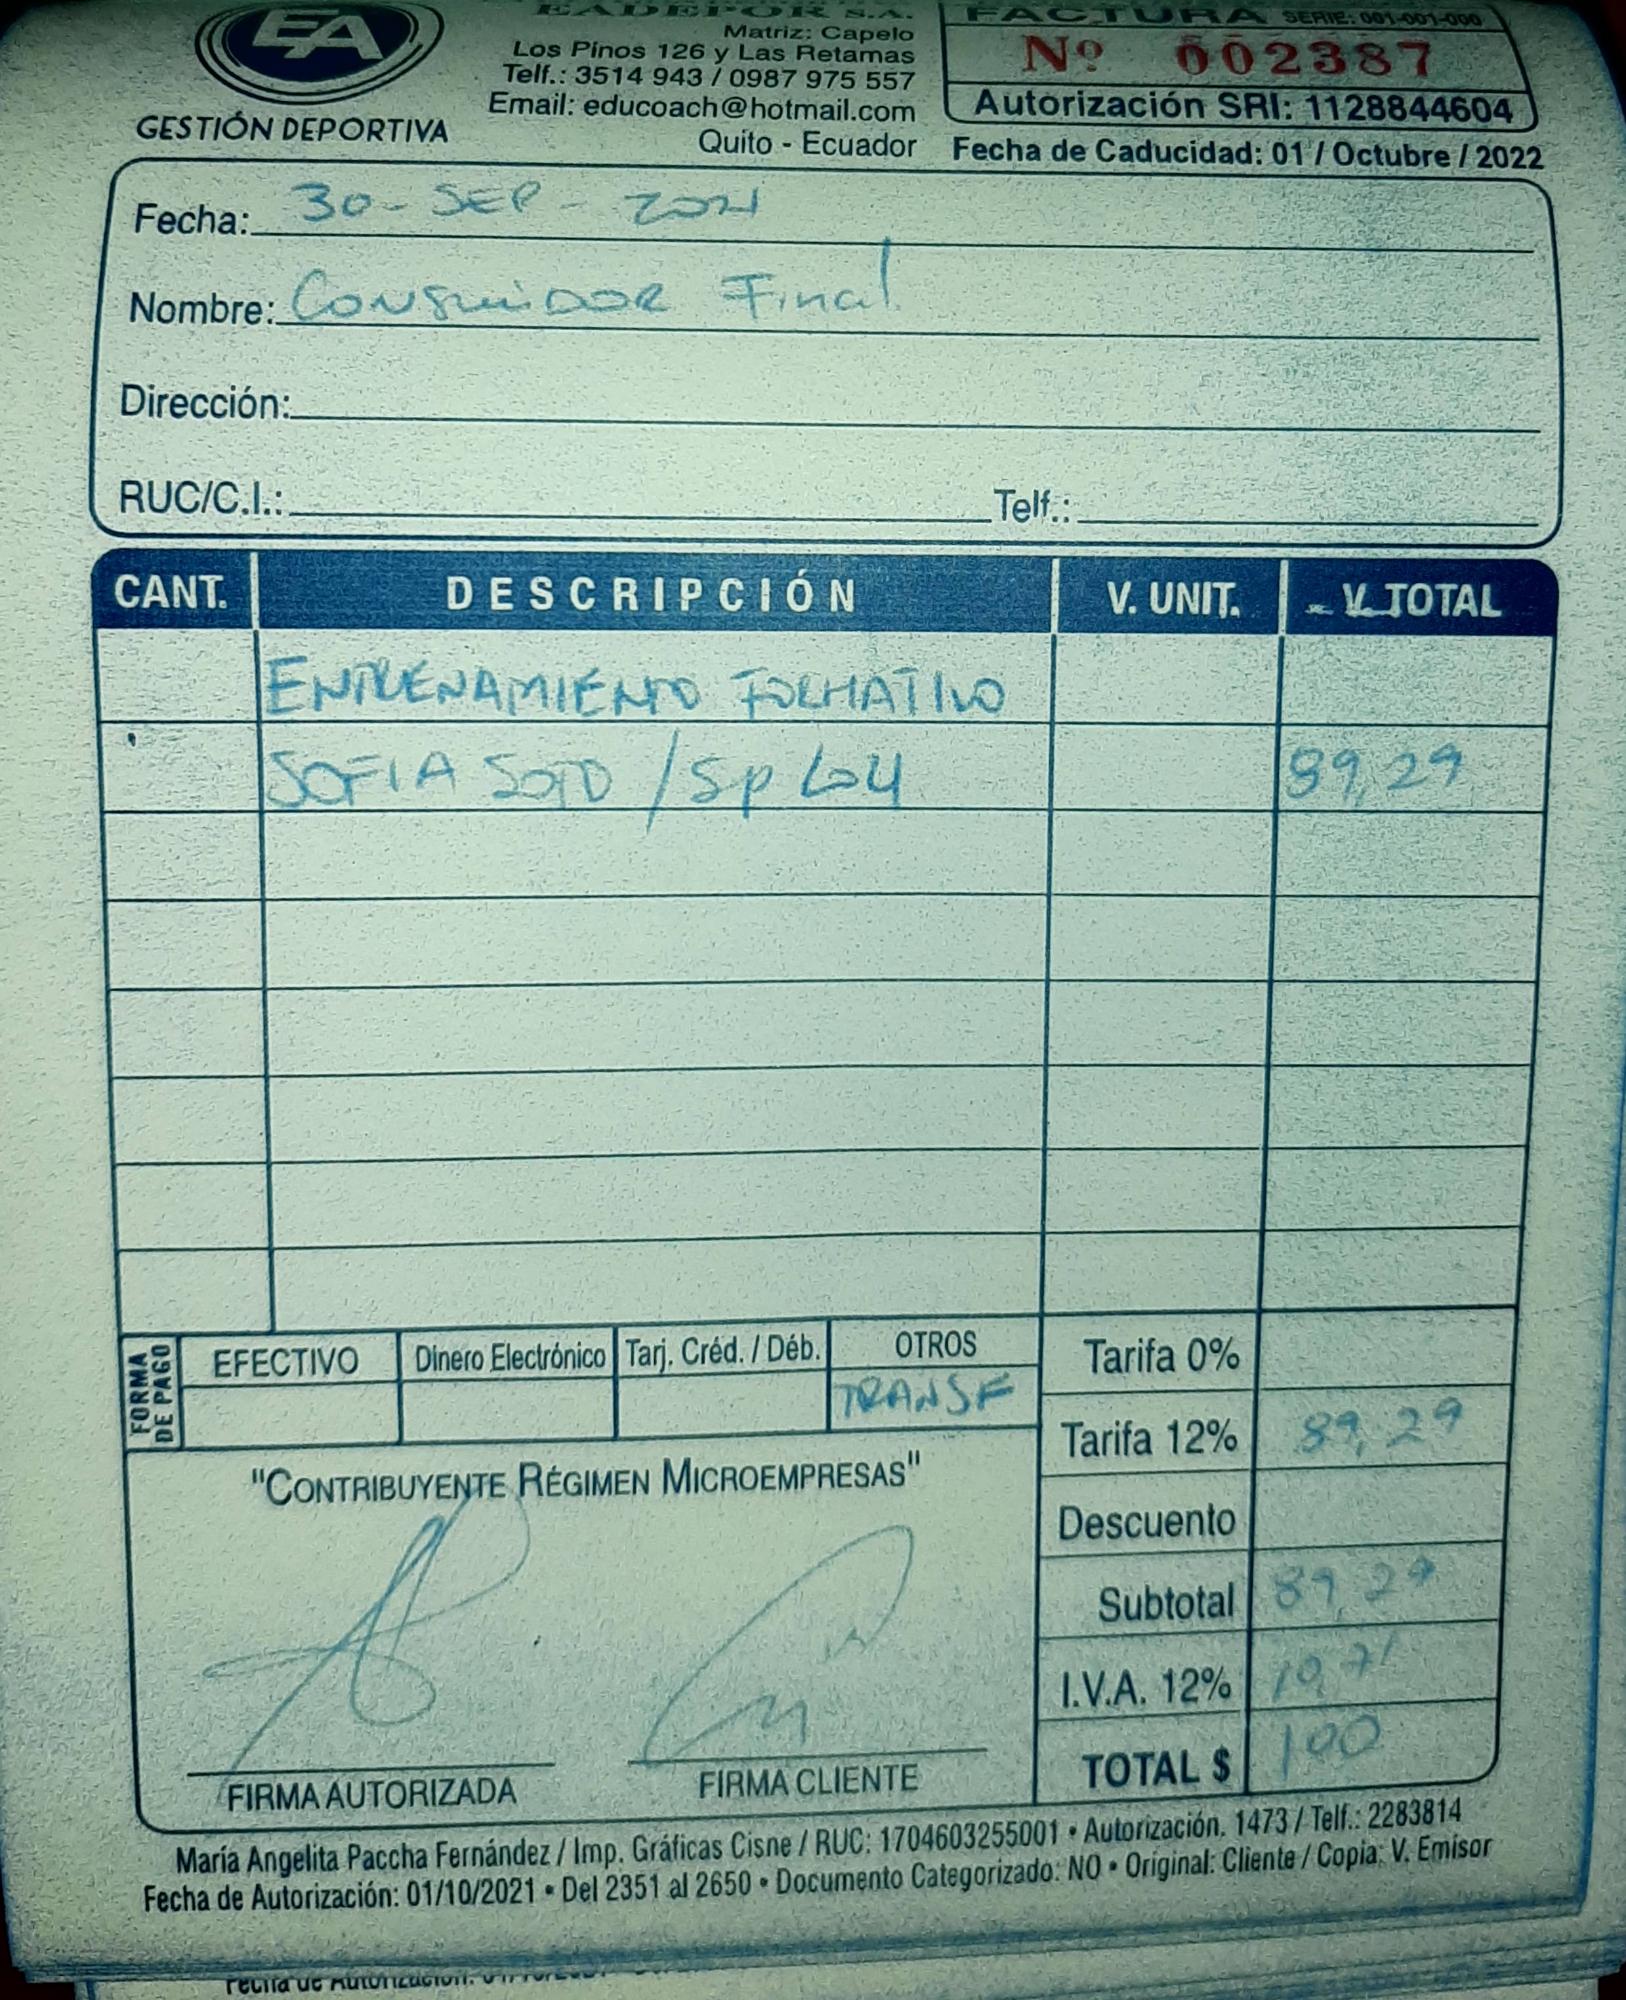 EA
GESTIÓN DEPORTIVA
EADEPOR S.A.
Matriz: Capelo
Los Pinos 126 y Las Retamas
Telf.: 3514 943 / 0987 975 557
Email: educoach@hotmail.com
Quito - Ecuador
FACTURA SERIE: 001-001-000
Nº 002387
Autorización SRI: 1128844604
Fecha de Caducidad: 01 / Octubre / 2022
Fecha: 30 - SEP - 2021
Nombre: Consumidor Final
Dirección:
RUC/C.I.: Telf.:
CANT. DESCRIPCIÓN V. UNIT. V. TOTAL
ENTRENAMIENTO FORMATIVO
SOFIA SOTO / Sp 89,29
FORMA DE PAGO EFECTIVO Dinero Electrónico Tarj. Créd. / Déb. OTROS
TRANSF
Tarifa 0%
Tarifa 12% 89,29
Descuento
Subtotal 89,29
I.V.A. 12% 10,71
TOTAL $ 100
"CONTRIBUYENTE RÉGIMEN MICROEMPRESAS"
FIRMA AUTORIZADA FIRMA CLIENTE
María Angelita Paccha Fernández / Imp. Gráficas Cisne / RUC: 1704603255001 • Autorización. 1473 / Telf.: 2283814
Fecha de Autorización: 01/10/2021 • Del 2351 al 2650 • Documento Categorizado: NO • Original: Cliente / Copia: V. Emisor
Fecha de Autorización: